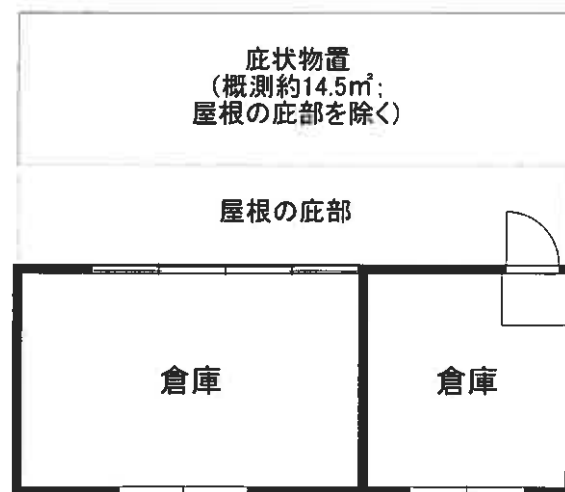 庇状物置
(概測約14.5㎡;
屋根の庇部を除く)
屋根の庇部
倉庫
倉庫